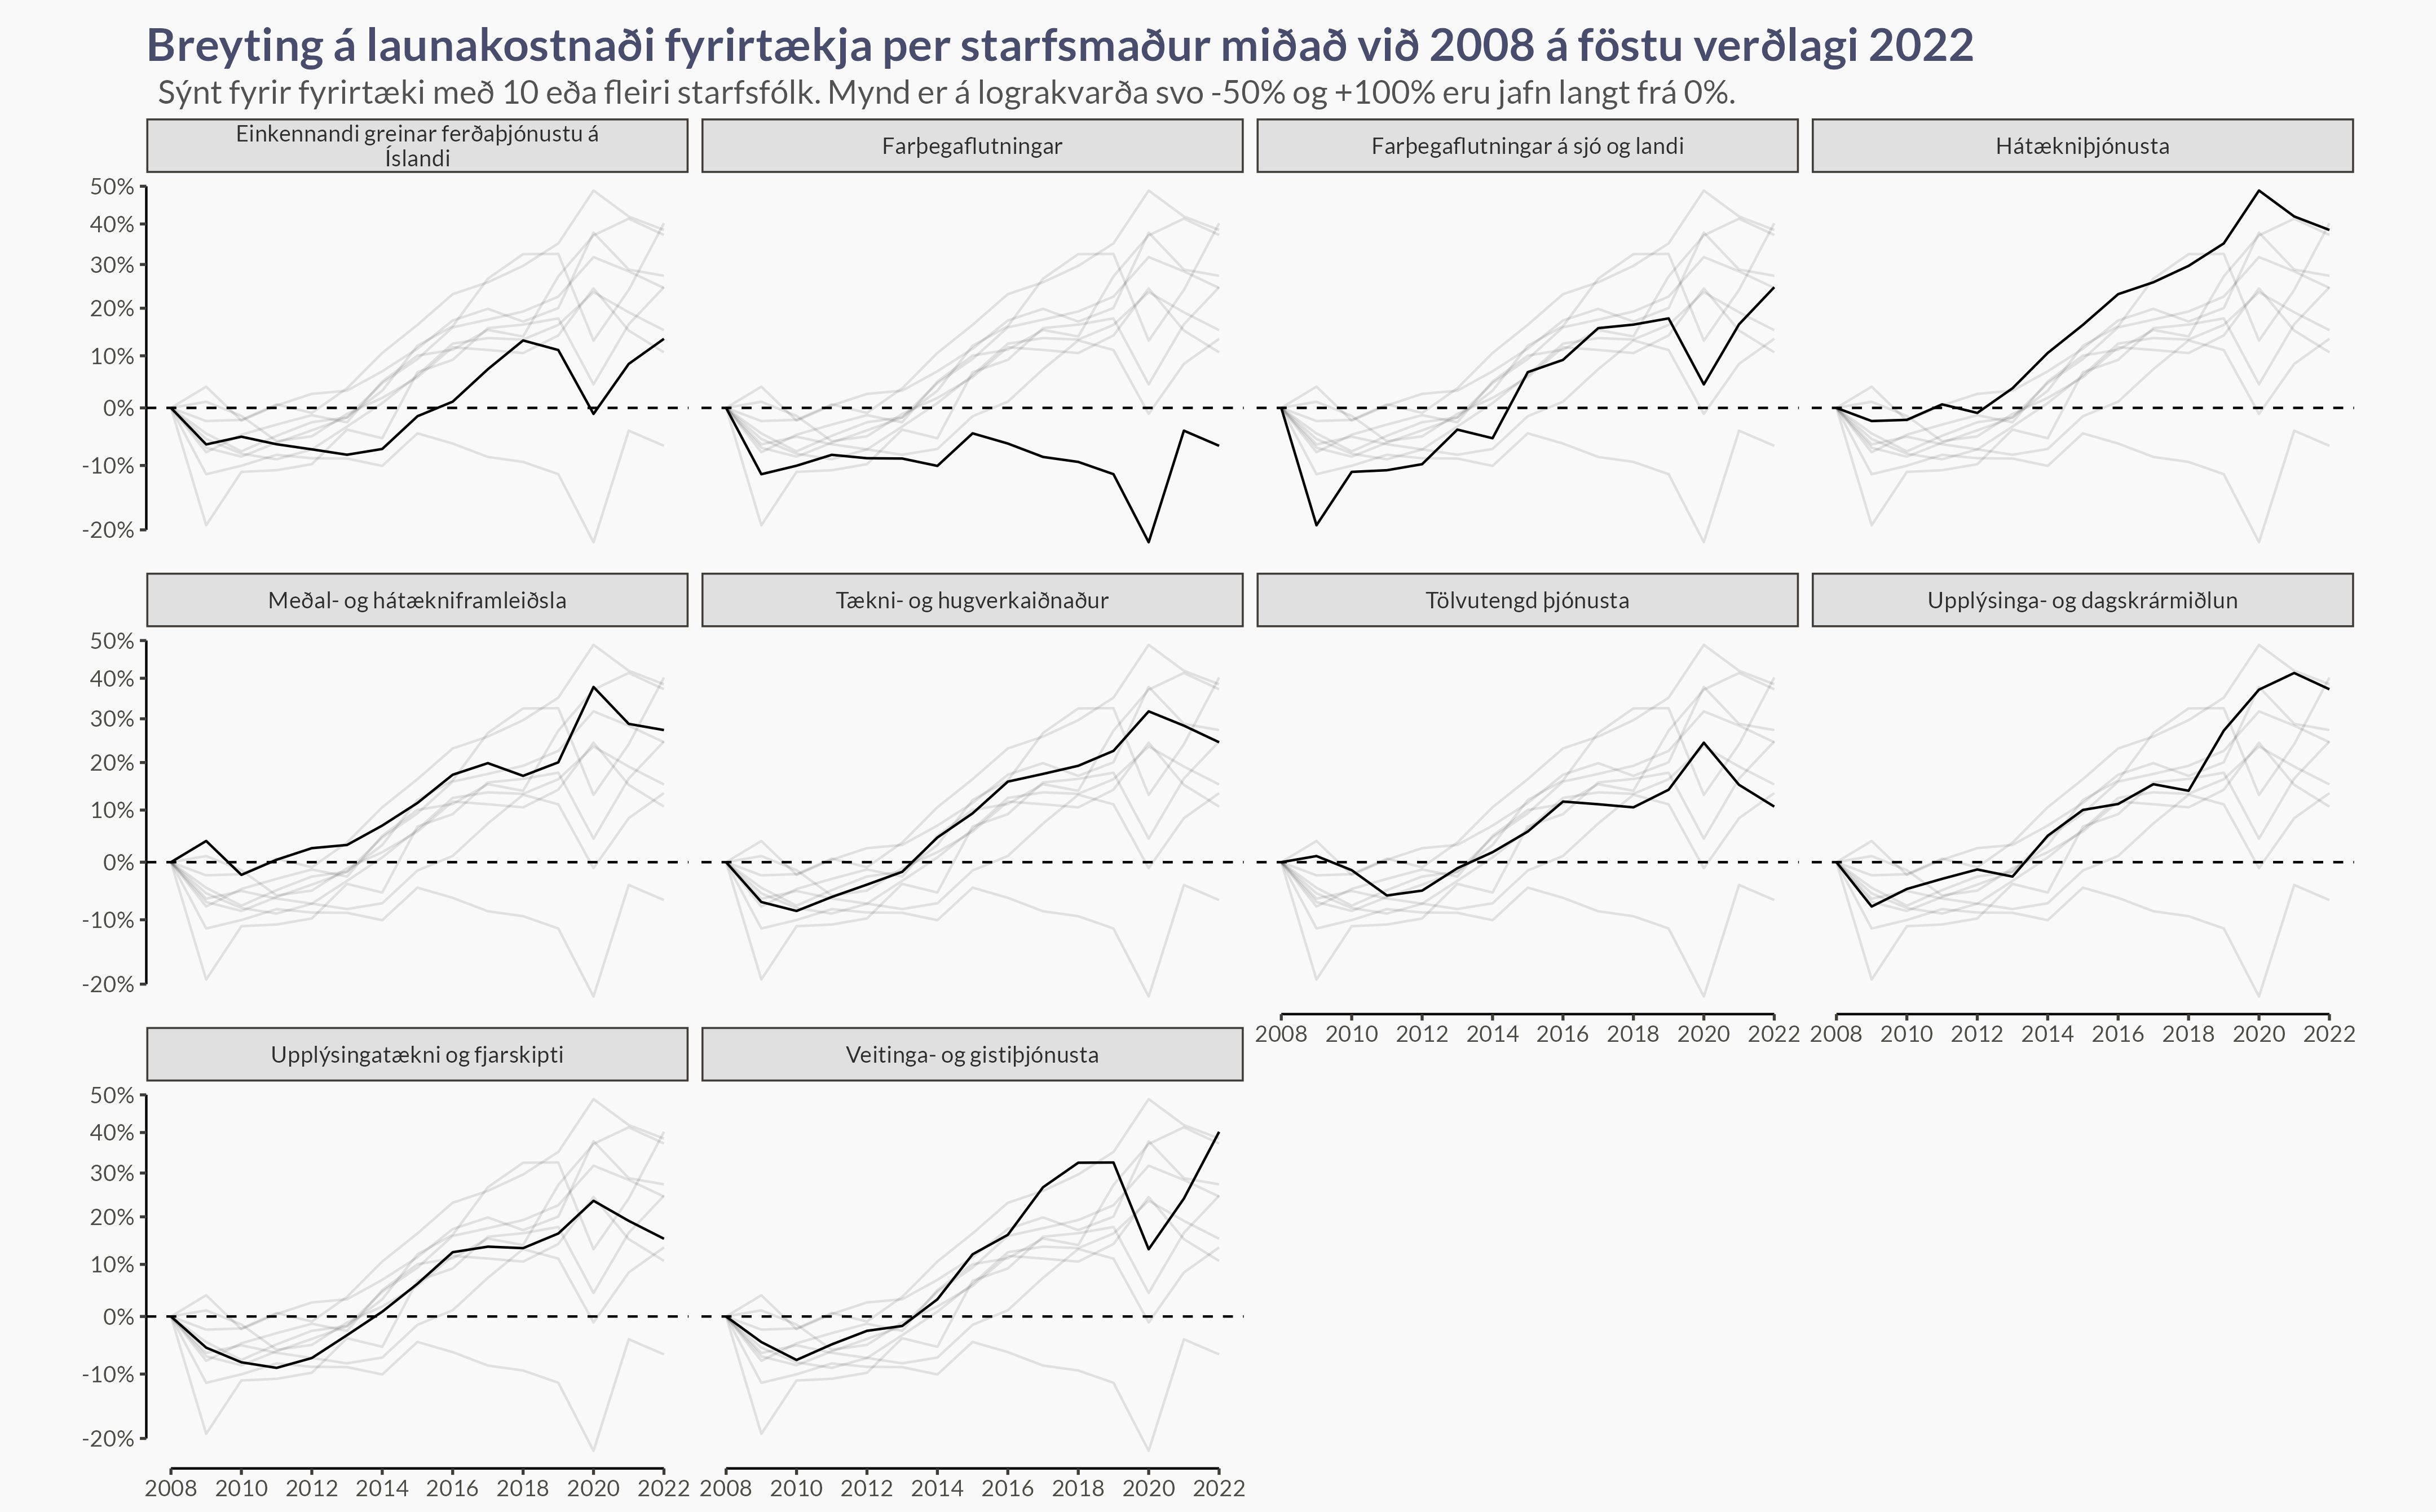 Breyting á launakostnaði fyrirtækja per starfsmaður miðað við 2008 á föstu verðlagi 2022
Sýnt fyrir fyrirtæki með 10 eða fleiri starfsfólk. Mynd er á lograkvarða svo -50% og +100% eru jafn langt frá 0%.
Einkennandi greinar ferðaþjónustu á
Íslandi
Farþegaflutningar
Farþegaflutningar á sjó og landi
Hátækniþjónusta
50%
40%
30%
20%
10%
0%
-10%
-20%
Meðal- og hátækniframleiðsla
Tækni- og hugverkaiðnaður
Tölvutengd þjónusta
Upplýsinga- og dagskrármiðlun
50%
40%
30%
20%
10%
0%
-10%
-20%
2008 2010 2012 2014 2016 2018 2020 2022
2008 2010 2012 2014 2016 2018 2020 2022
Upplýsingatækni og fjarskipti
Veitinga- og gistiþjónusta
50%
40%
30%
20%
10%
0%
-10%
-20%
2008 2010 2012 2014 2016 2018 2020 2022
2008 2010 2012 2014 2016 2018 2020 2022